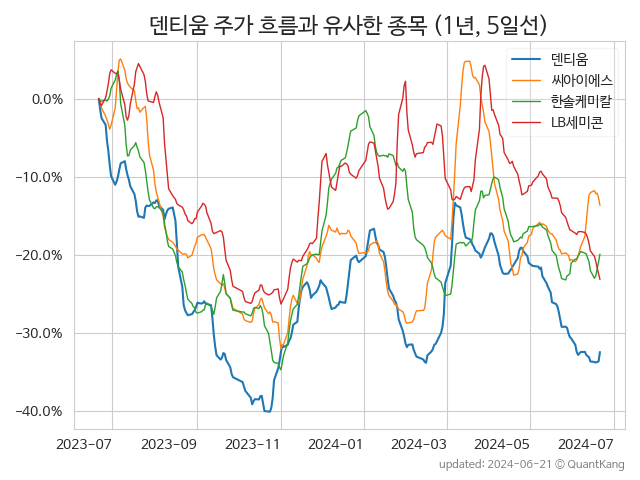 덴티움 주가 흐름과 유사한 종목 (1년, 5일선)
덴티움
씨아이에스
한솔케미칼
LB세미콘
0.0%
−10.0%
−20.0%
−30.0%
−40.0%
2023-07 2023-09 2023-11 2024-01 2024-03 2024-05 2024-07
updated: 2024-06-21 © QuantKang